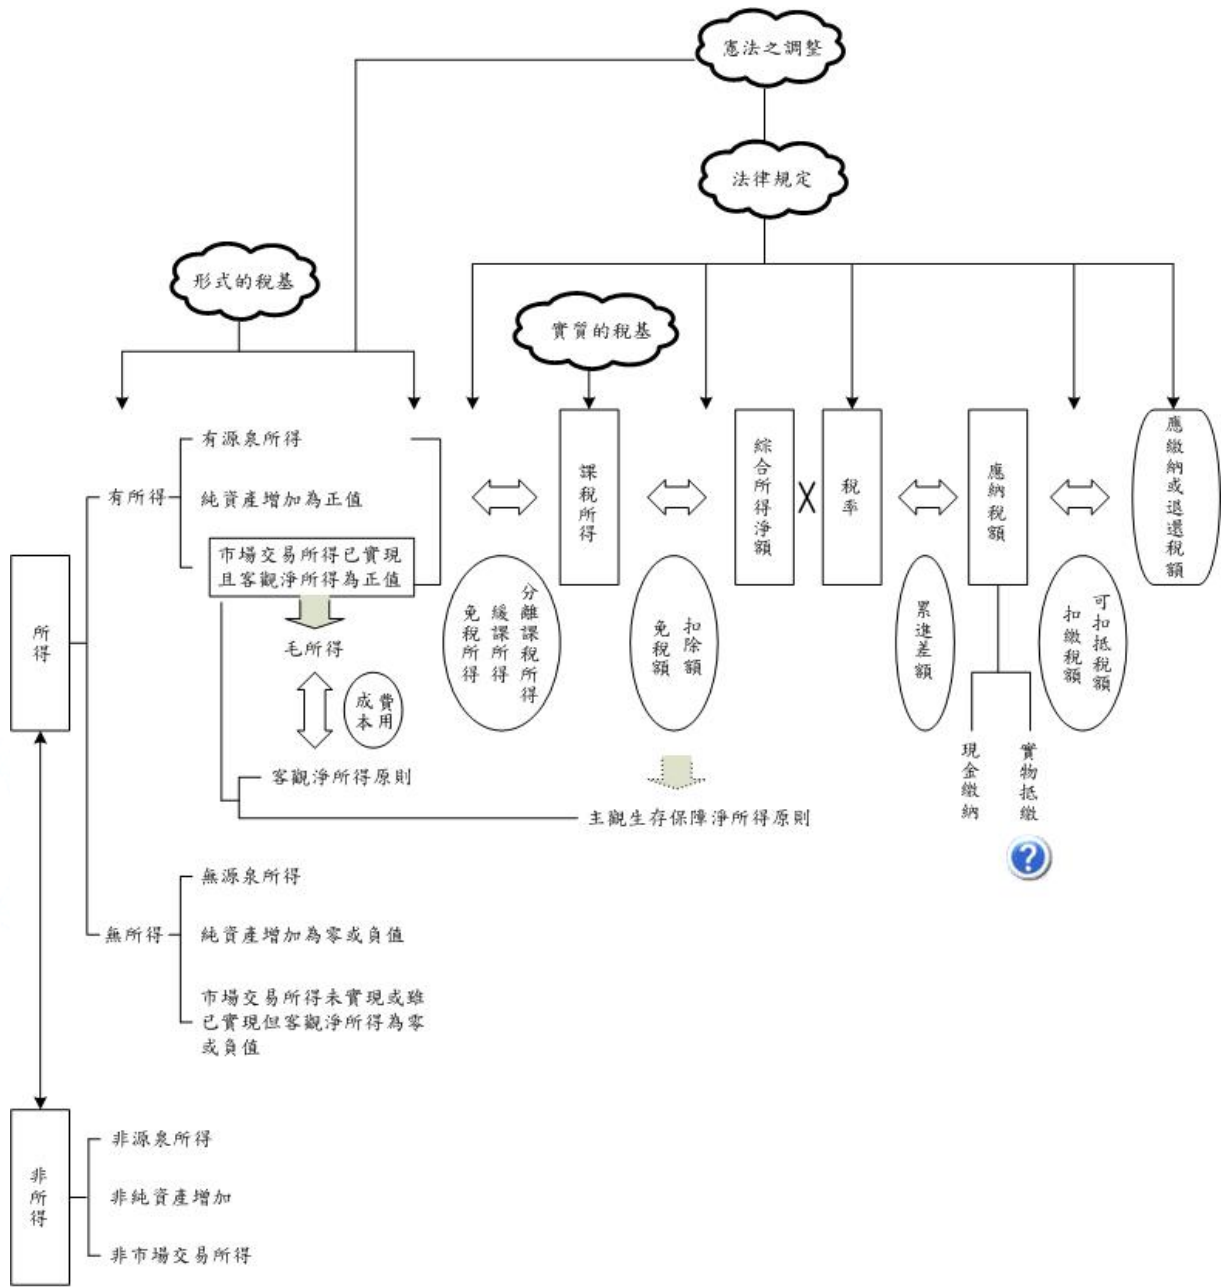 憲法之調整
法律規定
形式的稅基
實質的稅基
有源泉所得
有所得
純資產增加為正值
市場交易所得已實現
且客觀淨所得為正值
毛所得
成本
費用
客觀淨所得原則
主觀生存保障淨所得原則
分離課稅所得
緩課所得
免稅所得
課稅所得
扣除額
免稅額
綜合所得淨額
X
稅率
累進差額
應納稅額
現金繳納
實物抵繳
?
可扣抵稅額
扣繳稅額
應繳納或退還稅額
所得
無源泉所得
無所得
純資產增加為零或負值
市場交易所得未實現或雖
已實現但客觀淨所得為零
或負值
非所得
非源泉所得
非純資產增加
非市場交易所得